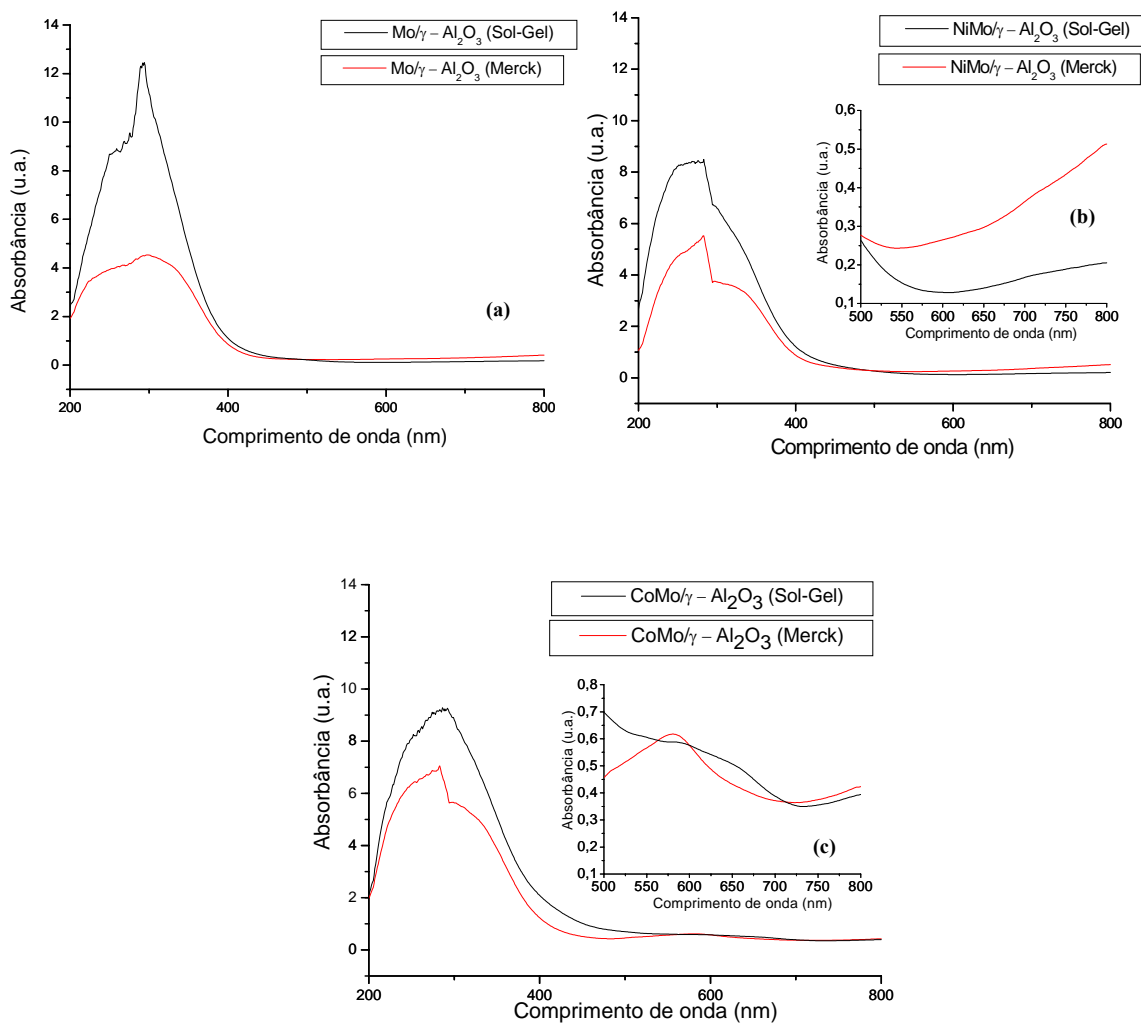 Mo/γ – Al2O3 (Sol-Gel)
Mo/γ – Al2O3 (Merck)
Absorbância (u.a.)
14
12
10
8
6
4
2
0
(a)
200 400 600 800
Comprimento de onda (nm)
NiMo/γ – Al2O3 (Sol-Gel)
NiMo/γ – Al2O3 (Merck)
Absorbância (u.a.)
14
12
10
8
6
4
2
0
200 400 600 800
Comprimento de onda (nm)
Absorbância (u.a.)
0,6
0,5
0,4
0,3
0,2
0,1
(b)
500 550 600 650 700 750 800
Comprimento de onda (nm)
CoMo/γ – Al2O3 (Sol-Gel)
CoMo/γ – Al2O3 (Merck)
Absorbância (u.a.)
14
12
10
8
6
4
2
0
200 400 600 800
Comprimento de onda (nm)
Absorbância (u.a.)
0,8
0,7
0,6
0,5
0,4
0,3
0,2
0,1
(c)
500 550 600 650 700 750 800
Comprimento de onda (nm)